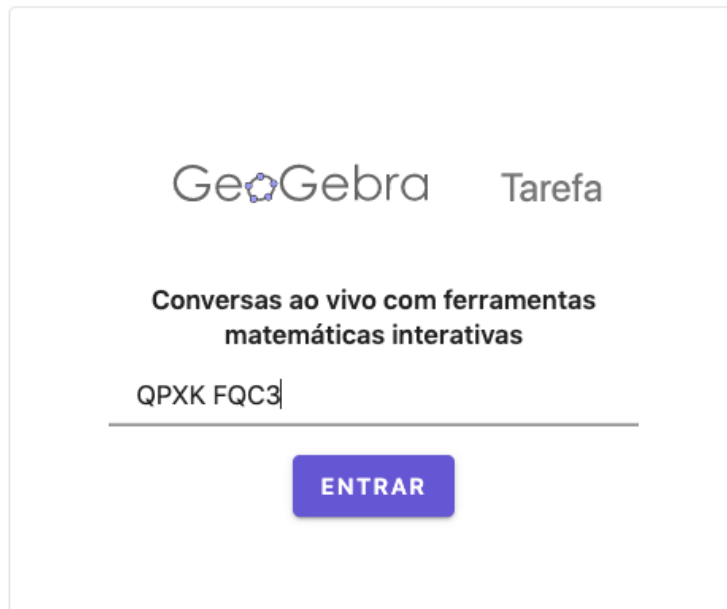 GeoGebra Tarefa
Conversas ao vivo com ferramentas
matemáticas interativas
QPXK FQC3
ENTRAR